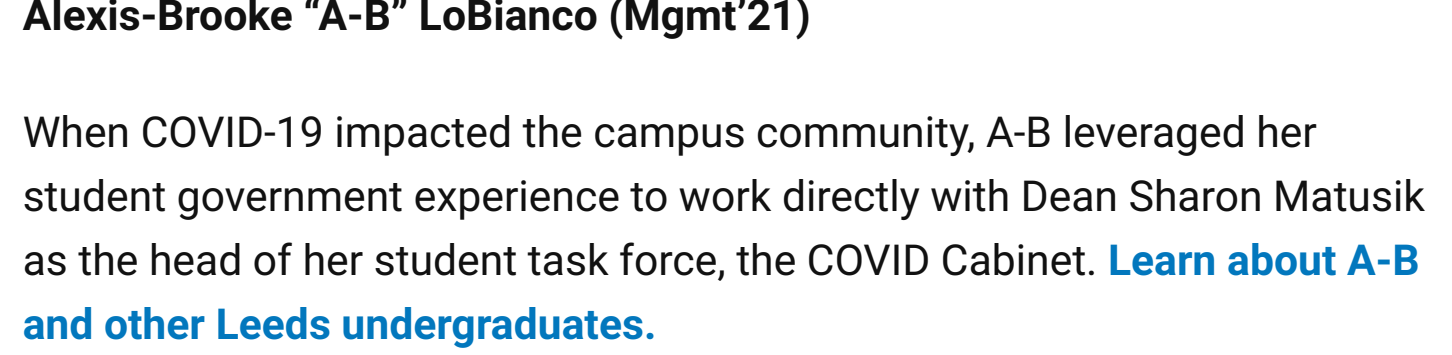 Alexis-Brooke “A-B” LoBianco (Mgmt’21)
When COVID-19 impacted the campus community, A-B leveraged her
student government experience to work directly with Dean Sharon Matusik
as the head of her student task force, the COVID Cabinet. Learn about A-B
and other Leeds undergraduates.